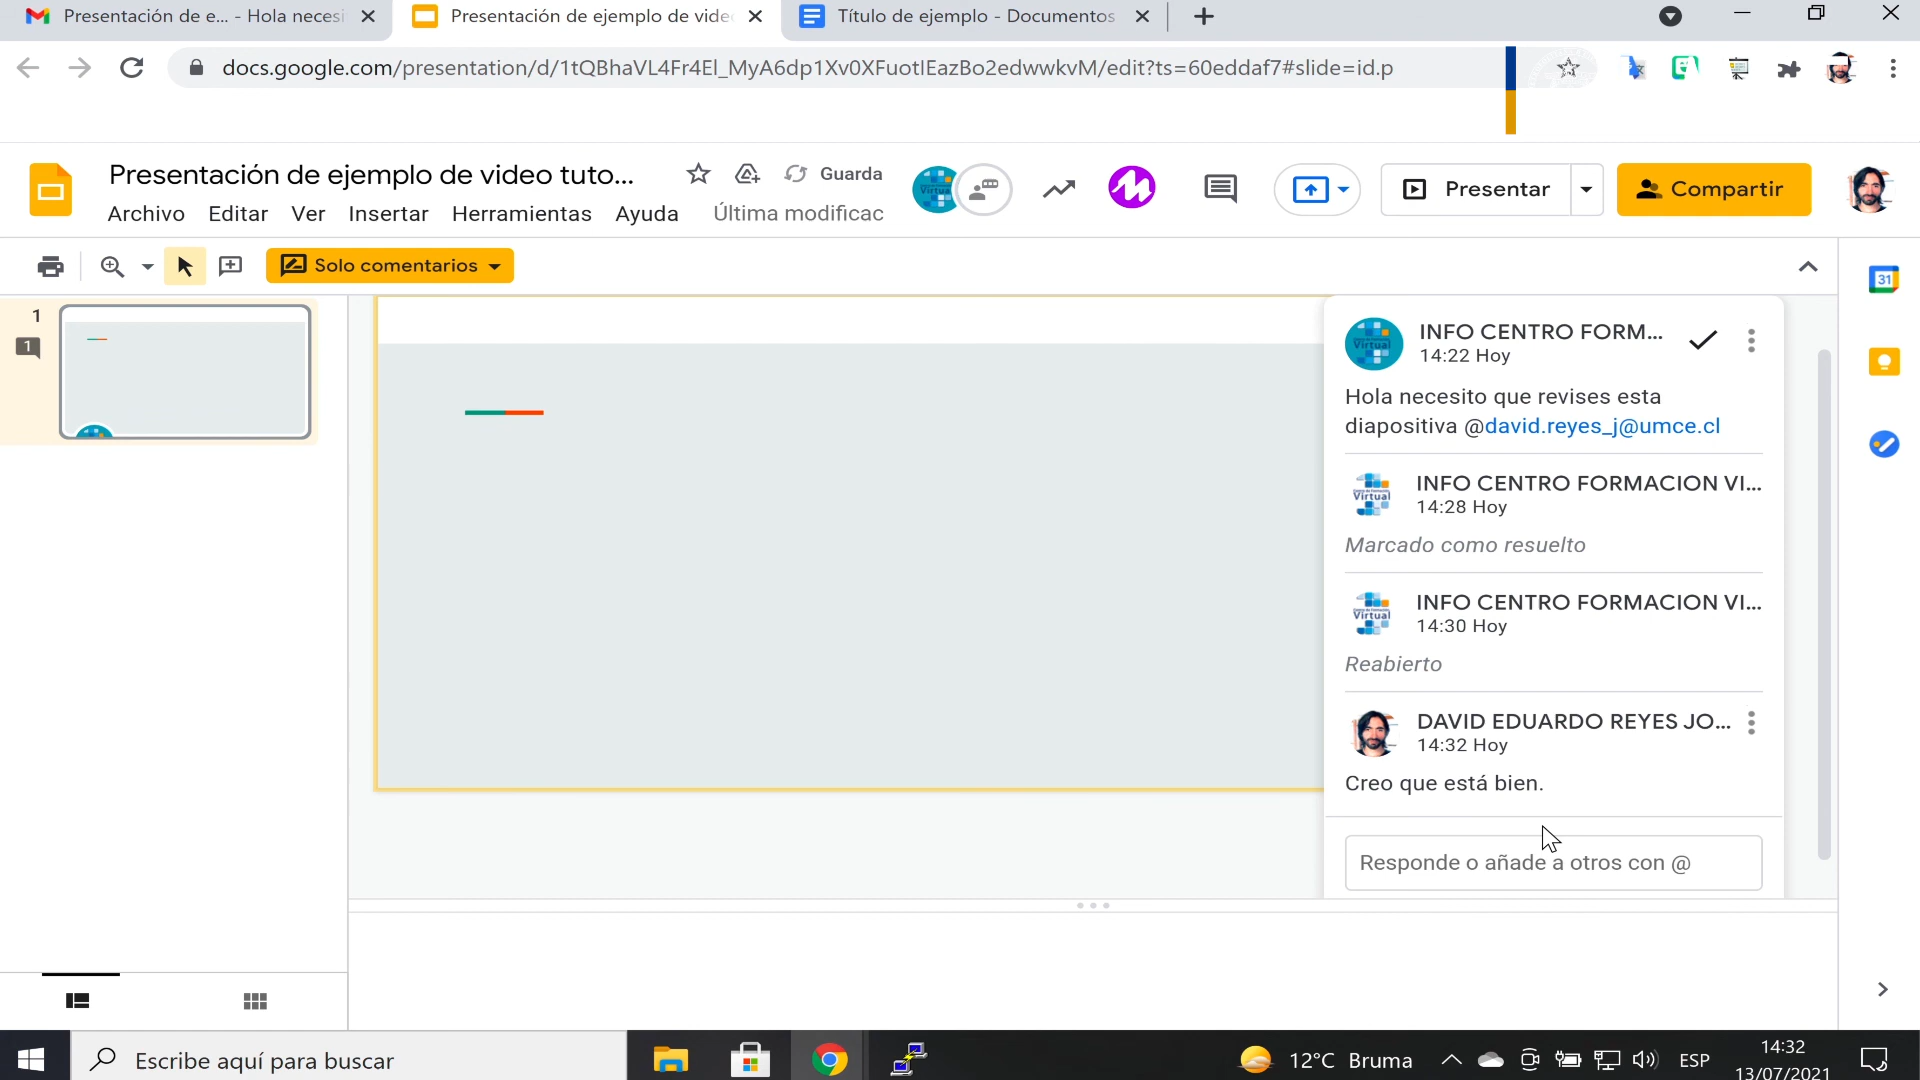 Presentación de e... - Hola necesi
Presentación de ejemplo de vide
Título de ejemplo - Documentos
docs.google.com/presentation/d/1tQBhaVL4Fr4El_MyA6dp1Xv0XFuotIEazBo2edwwkvM/edit?ts=60eddaf7#slide=id.p
Presentación de ejemplo de video tuto...
Guarda
Archivo Editar Ver Insertar Herramientas Ayuda Última modificac
Presentar
Compartir
Solo comentarios
31
1
1
INFO CENTRO FORM...
14:22 Hoy
Hola necesito que revises esta
diapositiva @david.reyes_j@umce.cl
Virtual
INFO CENTRO FORMACION VI...
14:28 Hoy
Marcado como resuelto
Virtual
INFO CENTRO FORMACION VI...
14:30 Hoy
Reabierto
DAVID EDUARDO REYES JO...
14:32 Hoy
Creo que está bien.
Responde o añade a otros con @
Escribe aquí para buscar
12°C Bruma
ESP
14:32
13/07/2021